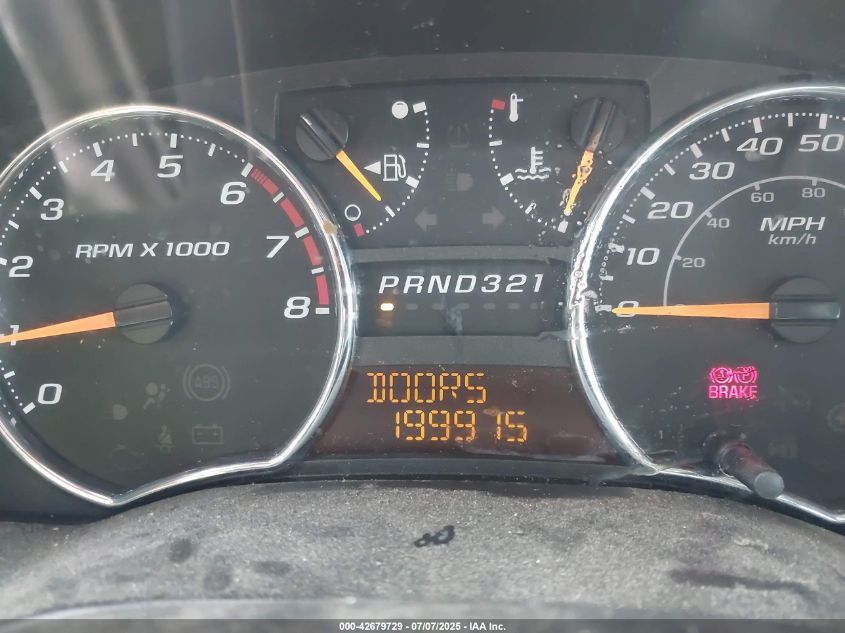 4 5
3 6
2 7
1 8
0
RPM X 1000
ABS
PRND321
DOORS
199915
0 10 20 30 40 50
20 40 60 80
MPH
km/h
BRAKE
000-42679729 - 07/07/2025 - IAA Inc.